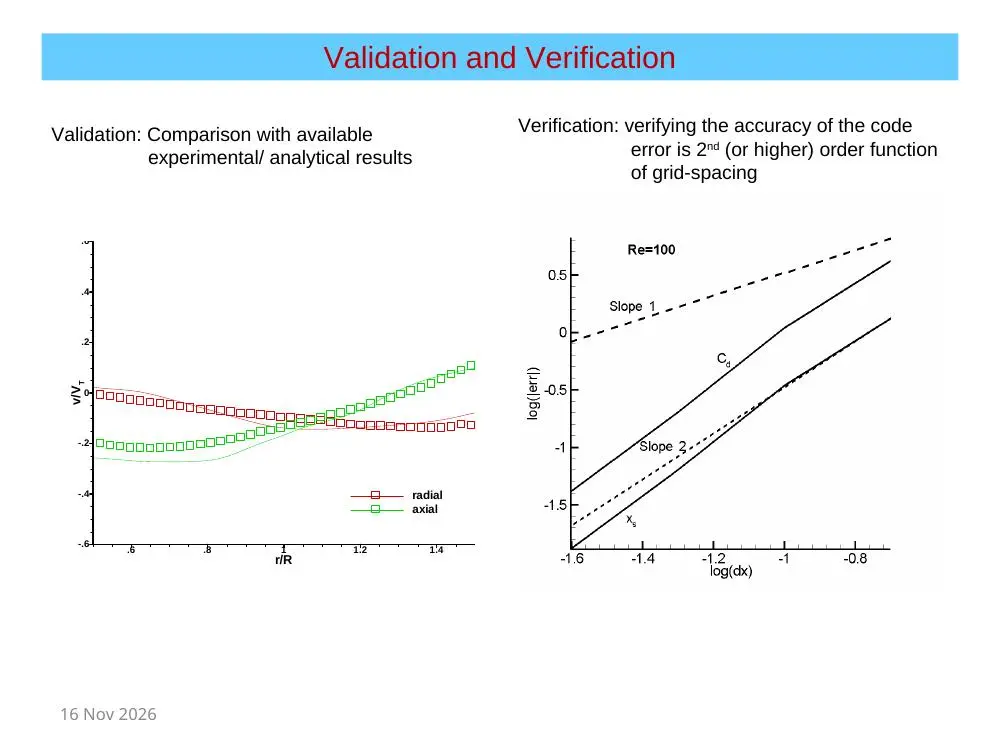 Validation and Verification
Validation: Comparison with available
experimental/ analytical results
Verification: verifying the accuracy of the code
error is 2nd (or higher) order function
of grid-spacing
.4
.2
0
-.2
-.4
-.6
v/VT
radial
axial
.6
.8
1
1.2
1.4
r/R
Re=100
0.5
Slope 1
0
Cd
-0.5
log(|err|)
-1
Slope 2
-1.5
xs
-1.6
-1.4
-1.2
-1
-0.8
log(dx)
16 Nov 2026